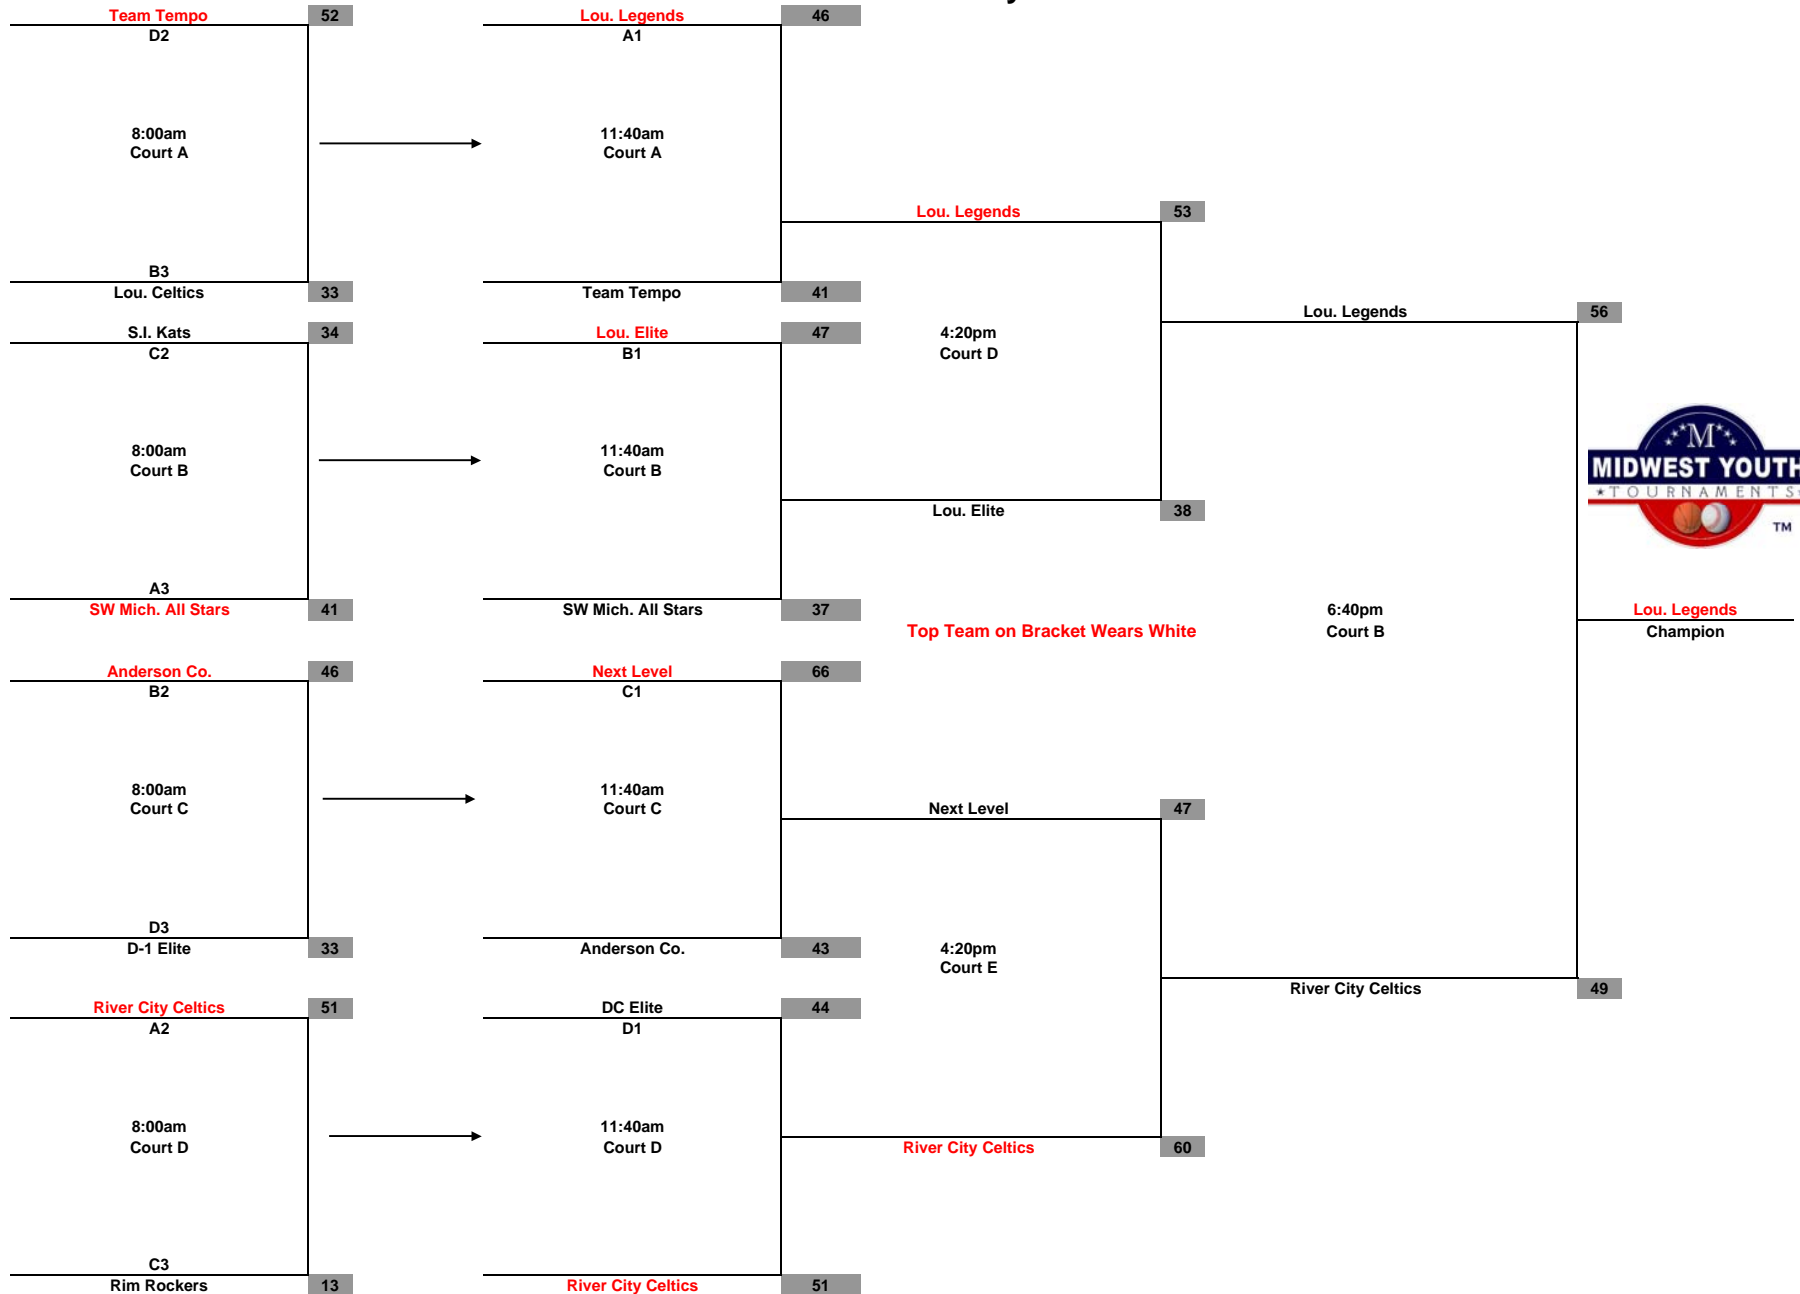 Team Tempo 52
D2
8:00am
Court A
B3
Lou. Celtics 33
S.I. Kats 34
C2
8:00am
Court B
A3
SW Mich. All Stars 41
Anderson Co. 46
B2
8:00am
Court C
D3
D-1 Elite 33
River City Celtics 51
A2
8:00am
Court D
C3
Rim Rockers 13
Lou. Legends 46
A1
11:40am
Court A
Team Tempo 41
Lou. Elite 47
B1
11:40am
Court B
SW Mich. All Stars 37
Next Level 66
C1
11:40am
Court C
Anderson Co. 43
DC Elite 44
D1
11:40am
Court D
River City Celtics 51
Lou. Legends 53
4:20pm
Court D
Lou. Elite 38
Top Team on Bracket Wears White
Next Level 47
4:20pm
Court E
River City Celtics 60
Lou. Legends 56
6:40pm
Court B
River City Celtics 49
M
MIDWEST YOUTH
TOURNAMENTS
TM
Lou. Legends
Champion